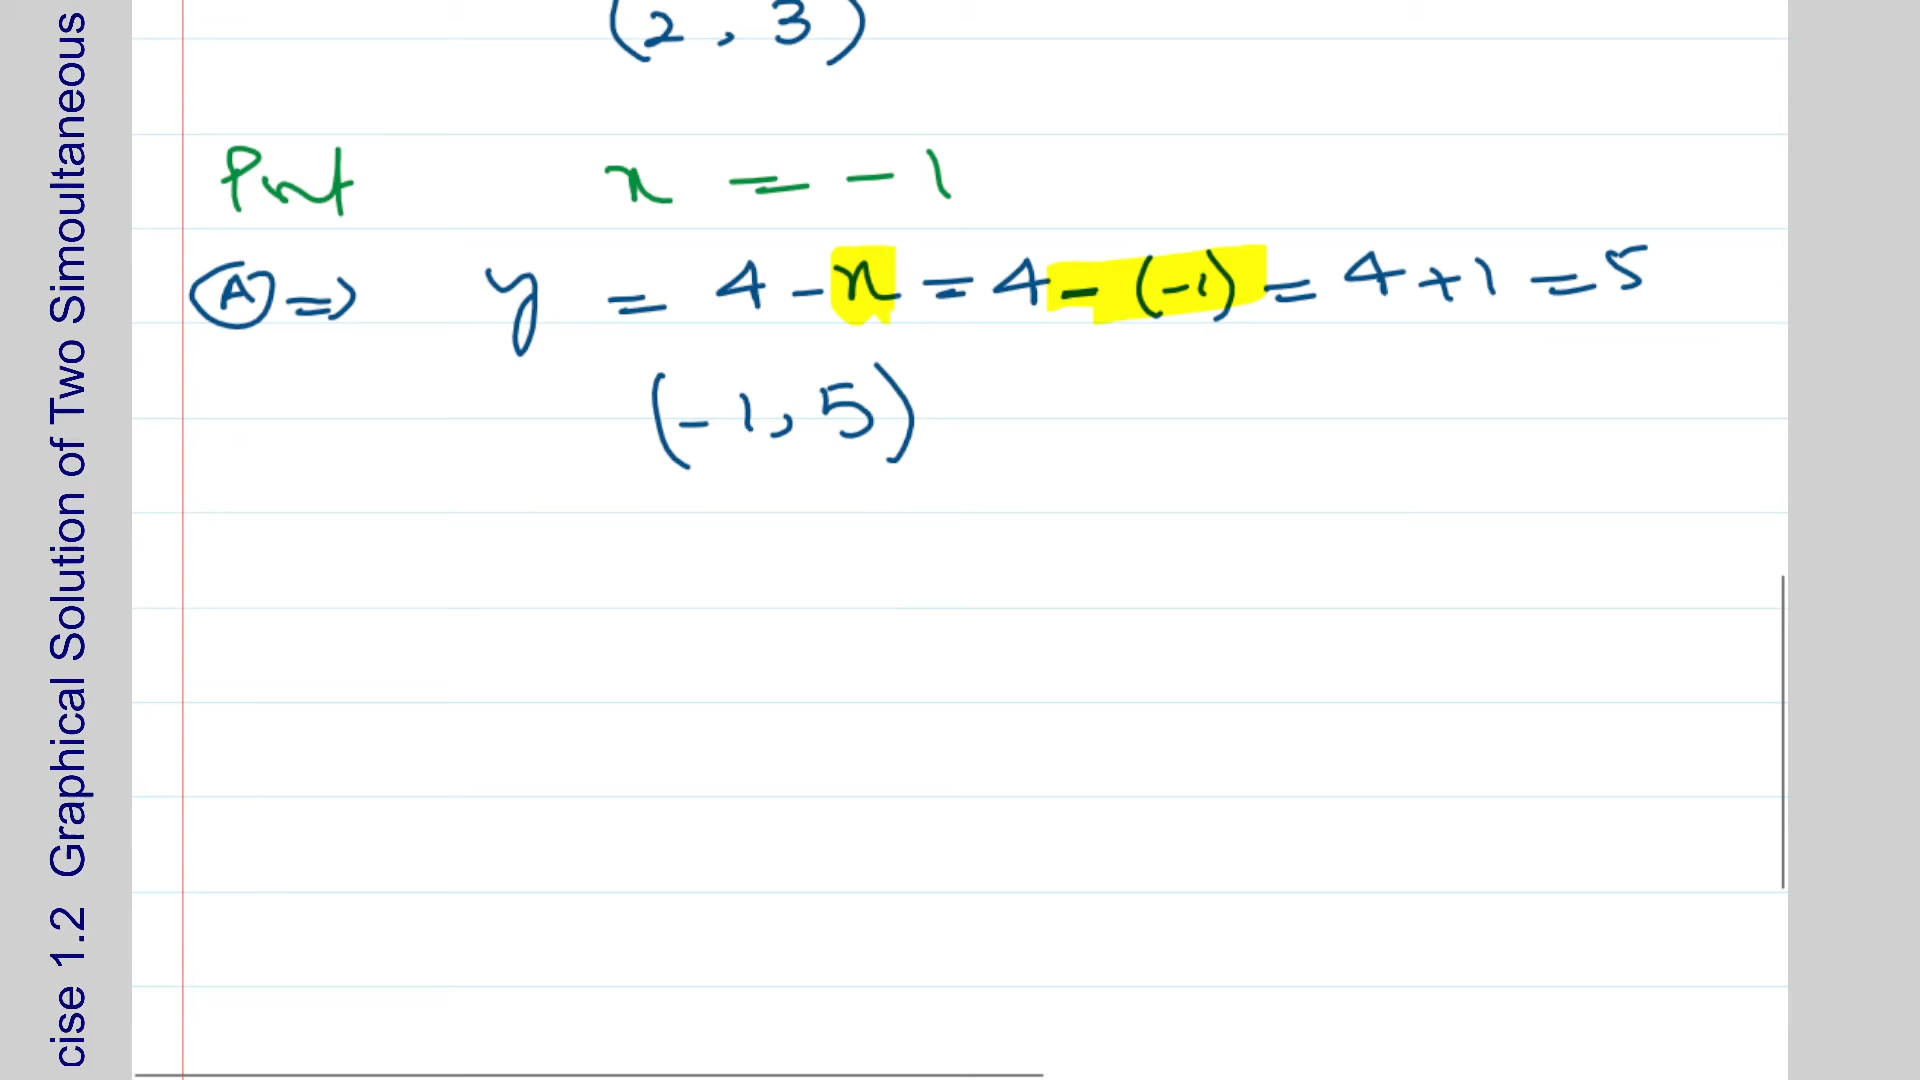 (2, 3)
Put x = -1
(A) => y = 4 - x = 4 - (-1) = 4 + 1 = 5
(-1, 5)
cise 1.2 Graphical Solution of Two Simoultaneous